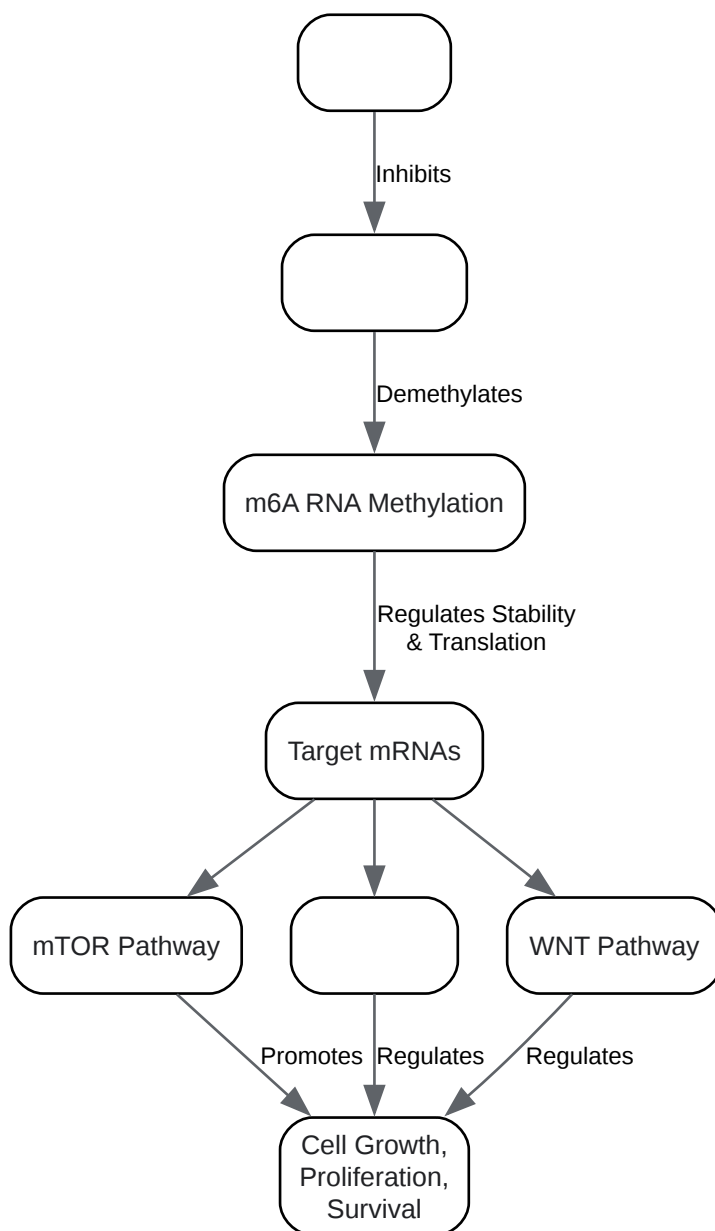 Inhibits
Demethylates
m6A RNA Methylation
Regulates Stability
& Translation
Target mRNAs
mTOR Pathway
WNT Pathway
Promotes
Regulates
Regulates
Cell Growth,
Proliferation,
Survival